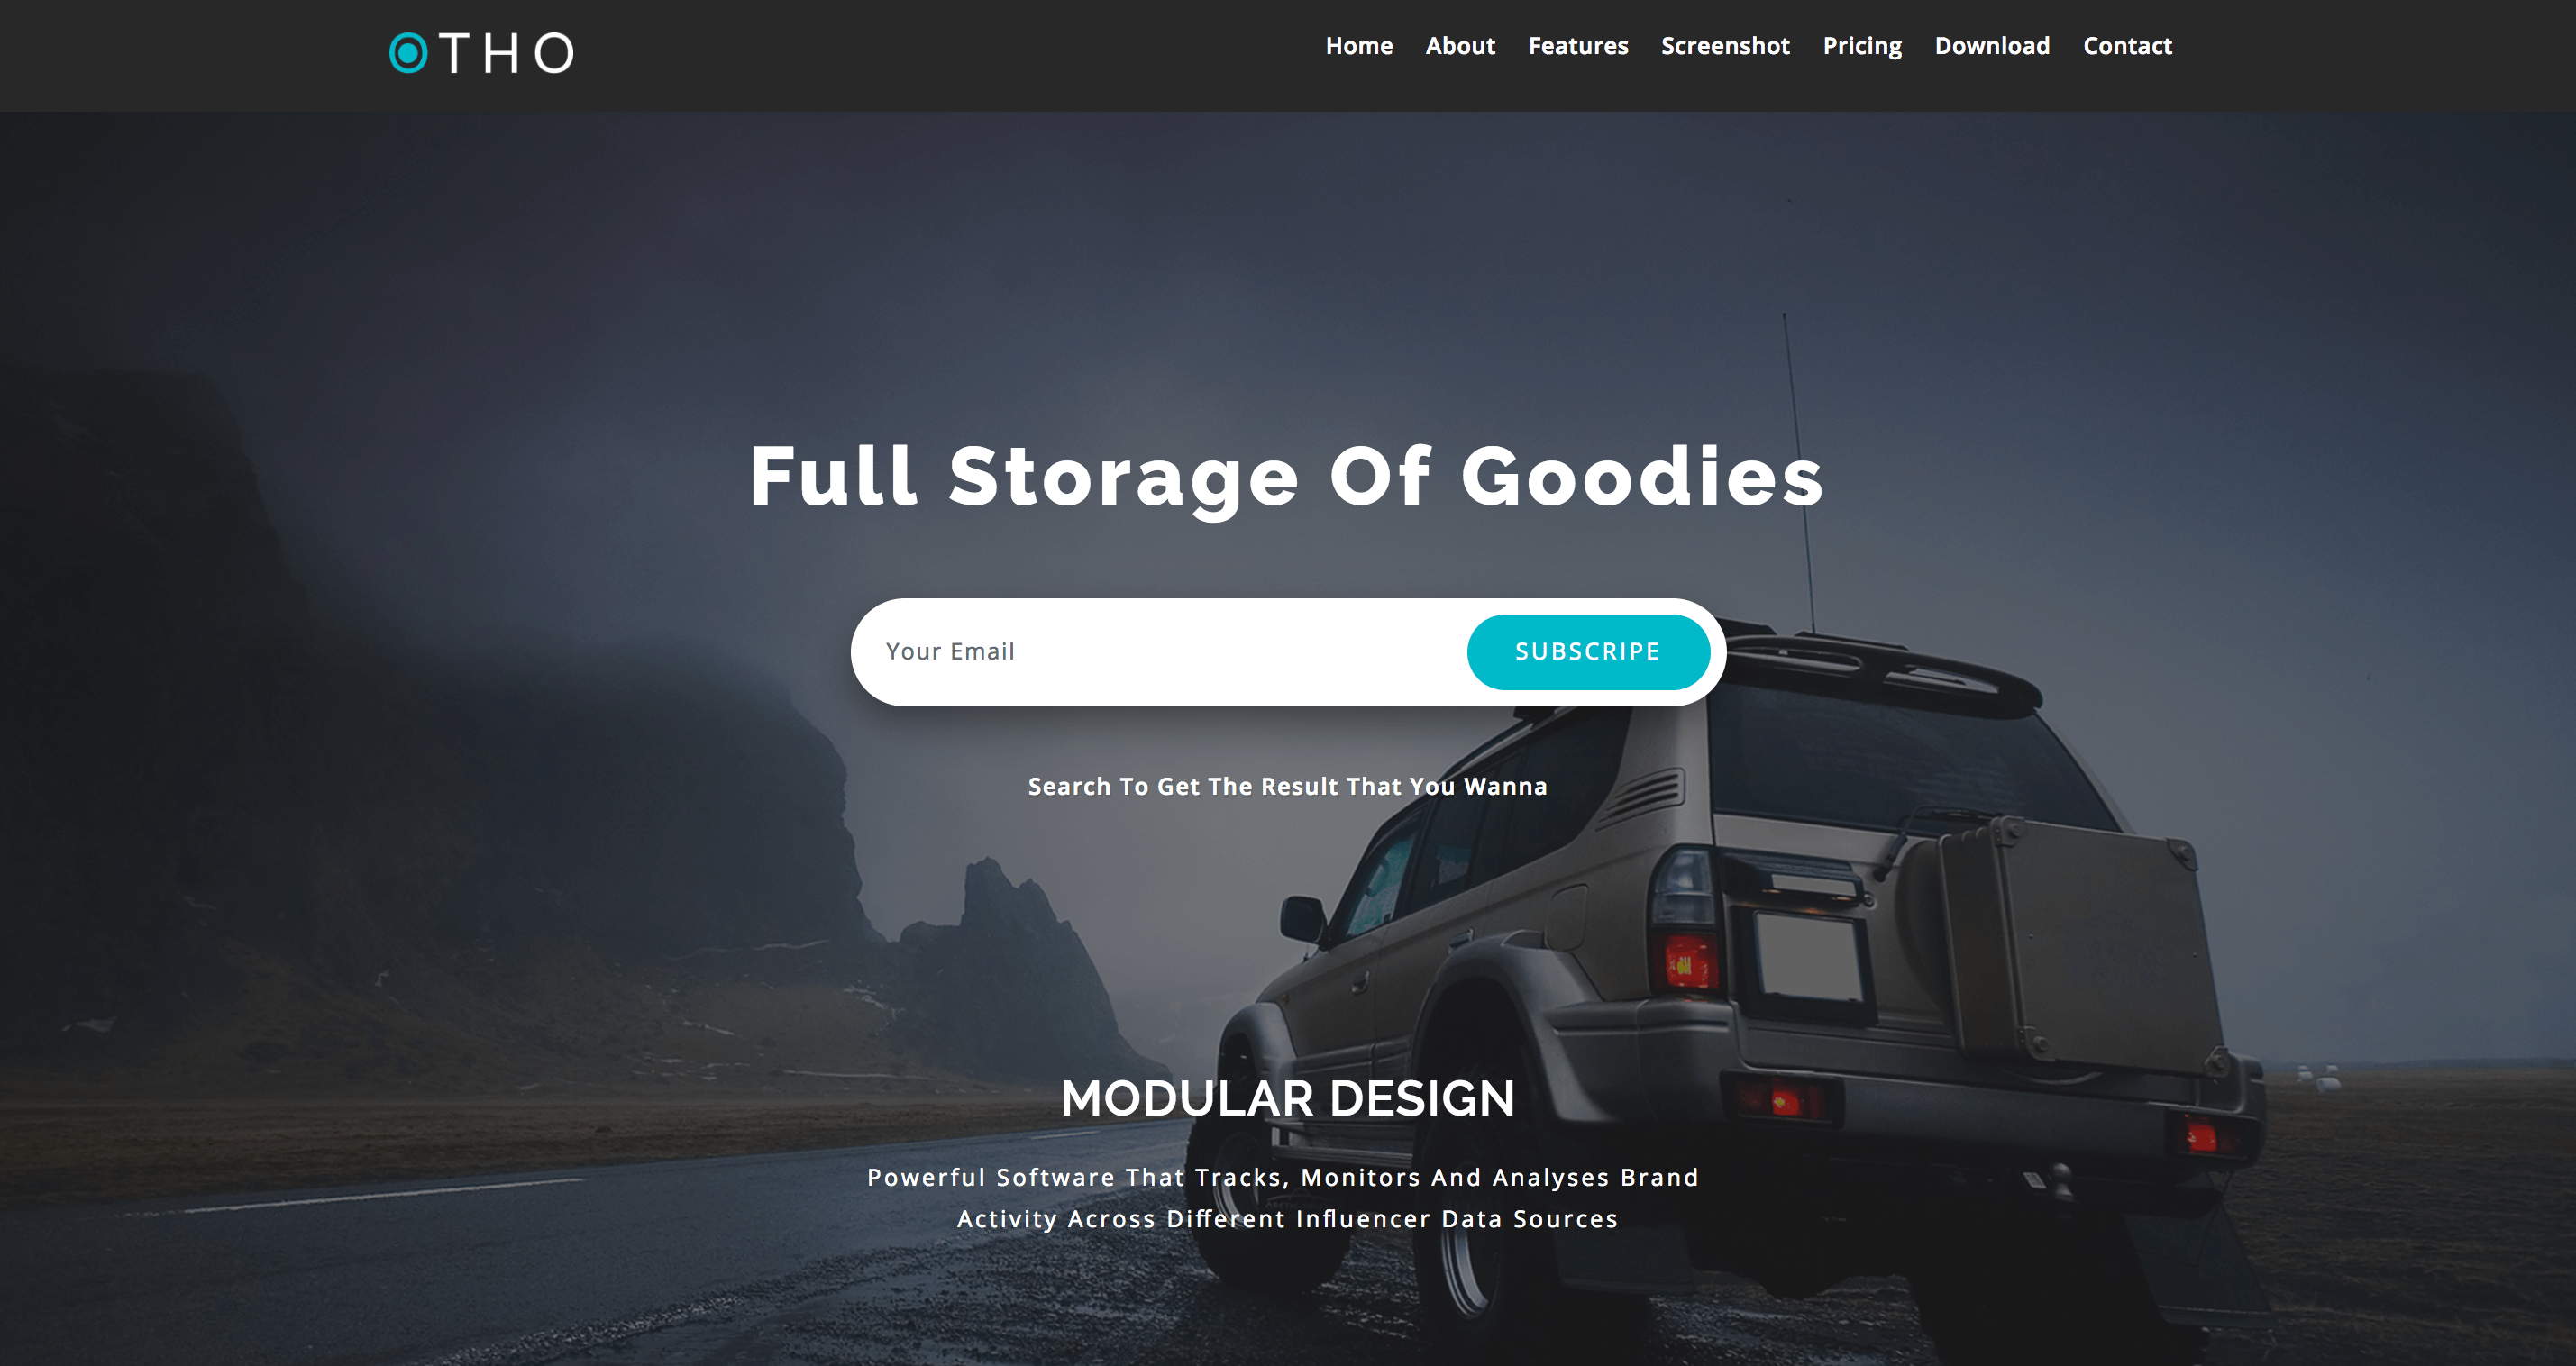 OTHO
Home About Features Screenshot Pricing Download Contact
Full Storage Of Goodies
Your Email SUBSCRIPE
Search To Get The Result That You Wanna
MODULAR DESIGN
Powerful Software That Tracks, Monitors And Analyses Brand
Activity Across Different Influencer Data Sources